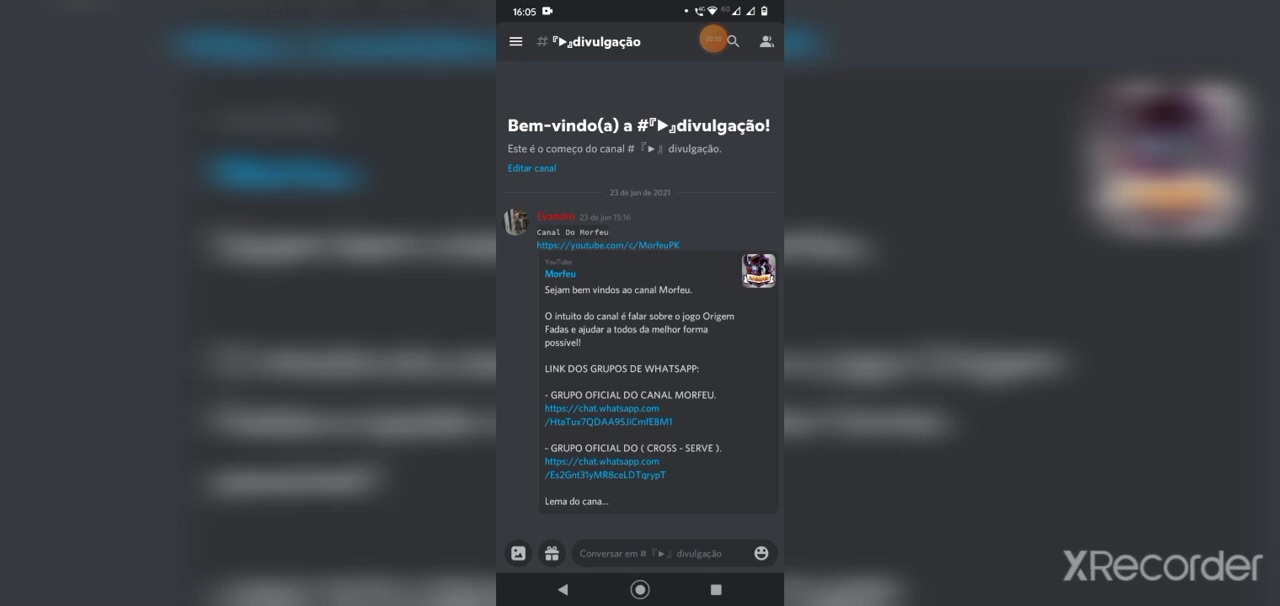 16:05
4G 4G
# 『▶』divulgação
00:55
Bem-vindo(a) a #『▶』divulgação!
Este é o começo do canal # 『▶』 divulgação.
Editar canal
23 de jun de 2021
Evandro 23 de jun 15:16
Canal Do Morfeu
https://youtube.com/c/MorfeuPK
YouTube
Morfeu
Sejam bem vindos ao canal Morfeu.
O intuito do canal é falar sobre o jogo Origem
Fadas e ajudar a todos da melhor forma
possível!
LINK DOS GRUPOS DE WHATSAPP:
- GRUPO OFICIAL DO CANAL MORFEU.
https://chat.whatsapp.com
/HtaTux7QDAA9SJiCmfEBM1
- GRUPO OFICIAL DO ( CROSS - SERVE ).
https://chat.whatsapp.com
/Es2Gnt31yMR8ceLDTqrypT
Lema do cana...
Conversar em # 『▶』 divulgação
XRecorder